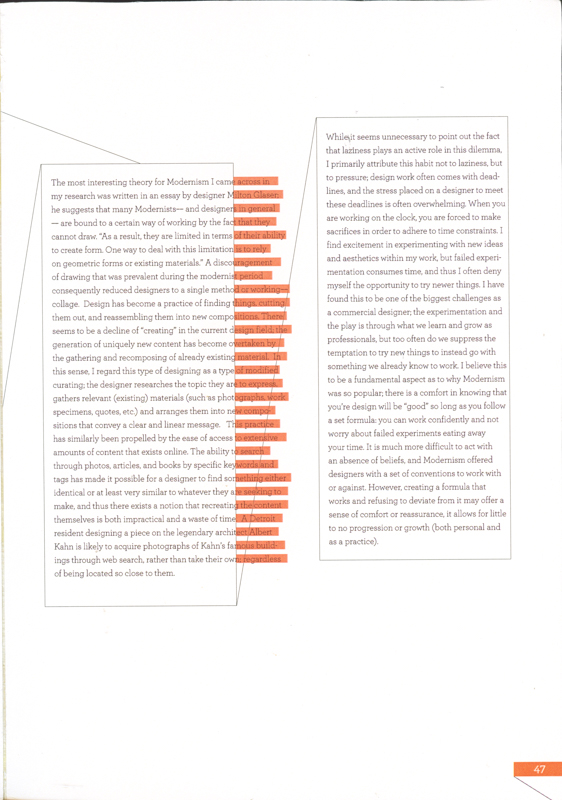 The most interesting theory for Modernism I came across in
my research was written in an essay by designer Milton Glaser,
he suggests that many Modernists— and designers in general
— are bound to a certain way of working by the fact that they
cannot draw. “As a result, they are limited in terms of their ability
to create form. One way to deal with this limitation is to rely
on geometric forms or existing materials.” A discouragement
of drawing that was prevalent during the modernist period
consequently reduced designers to a single method or working—
collage.  Design has become a practice of finding things, cutting
them out, and reassembling them into new compositions. There
seems to be a decline of “creating” in the current design field; the
generation of uniquely new content has become overtaken by
the gathering and recomposing of already existing material.  In
this sense, I regard this type of designing as a type of modified
curating; the designer researches the topic they are to express,
gathers relevant (existing) materials (such as photographs, work
specimens, quotes, etc.) and arranges them into new compo-
sitions that convey a clear and linear message.   This practice
has similarly been propelled by the ease of access to extensive
amounts of content that exists online. The ability to search
through photos, articles, and books by specific keywords and
tags has made it possible for a designer to find something either
identical or at least very similar to whatever they are seeking to
make, and thus there exists a notion that recreating the content
themselves is both impractical and a waste of time. A Detroit
resident designing a piece on the legendary architect Albert
Kahn is likely to acquire photographs of Kahn’s famous build-
ings through web search, rather than take their own; regardless
of being located so close to them.
While it seems unnecessary to point out the fact
that laziness plays an active role in this dilemma,
I primarily attribute this habit not to laziness, but
to pressure; design work often comes with dead-
lines, and the stress placed on a designer to meet
these deadlines is often overwhelming. When you
are working on the clock, you are forced to make
sacrifices in order to adhere to time constraints. I
find excitement in experimenting with new ideas
and aesthetics within my work, but failed experi-
mentation consumes time, and thus I often deny
myself the opportunity to try newer things. I have
found this to be one of the biggest challenges as
a commercial designer; the experimentation and
the play is through what we learn and grow as
professionals, but too often do we suppress the
temptation to try new things to instead go with
something we already know to work. I believe this
to be a fundamental aspect as to why Modernism
was so popular; there is a comfort in knowing that
you’re design will be “good” so long as you follow
a set formula: you can work confidently and not
worry about failed experiments eating away
your time. It is much more difficult to act with
an absence of beliefs, and Modernism offered
designers with a set of conventions to work with
or against. However, creating a formula that
works and refusing to deviate from it may offer a
sense of comfort or reassurance, it allows for little
to no progression or growth (both personal and
as a practice).
47